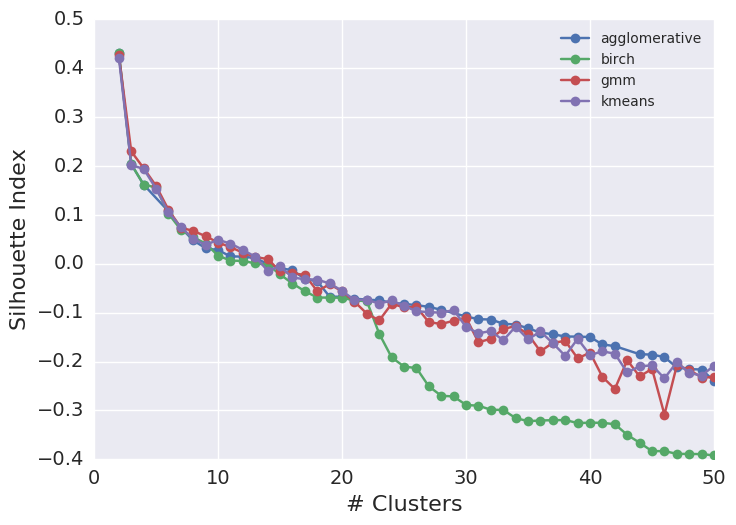 0.5
0.4
0.3
0.2
0.1
0.0
−0.1
−0.2
−0.3
−0.4
Silhouette Index
0 10 20 30 40 50
# Clusters
agglomerative
birch
gmm
kmeans